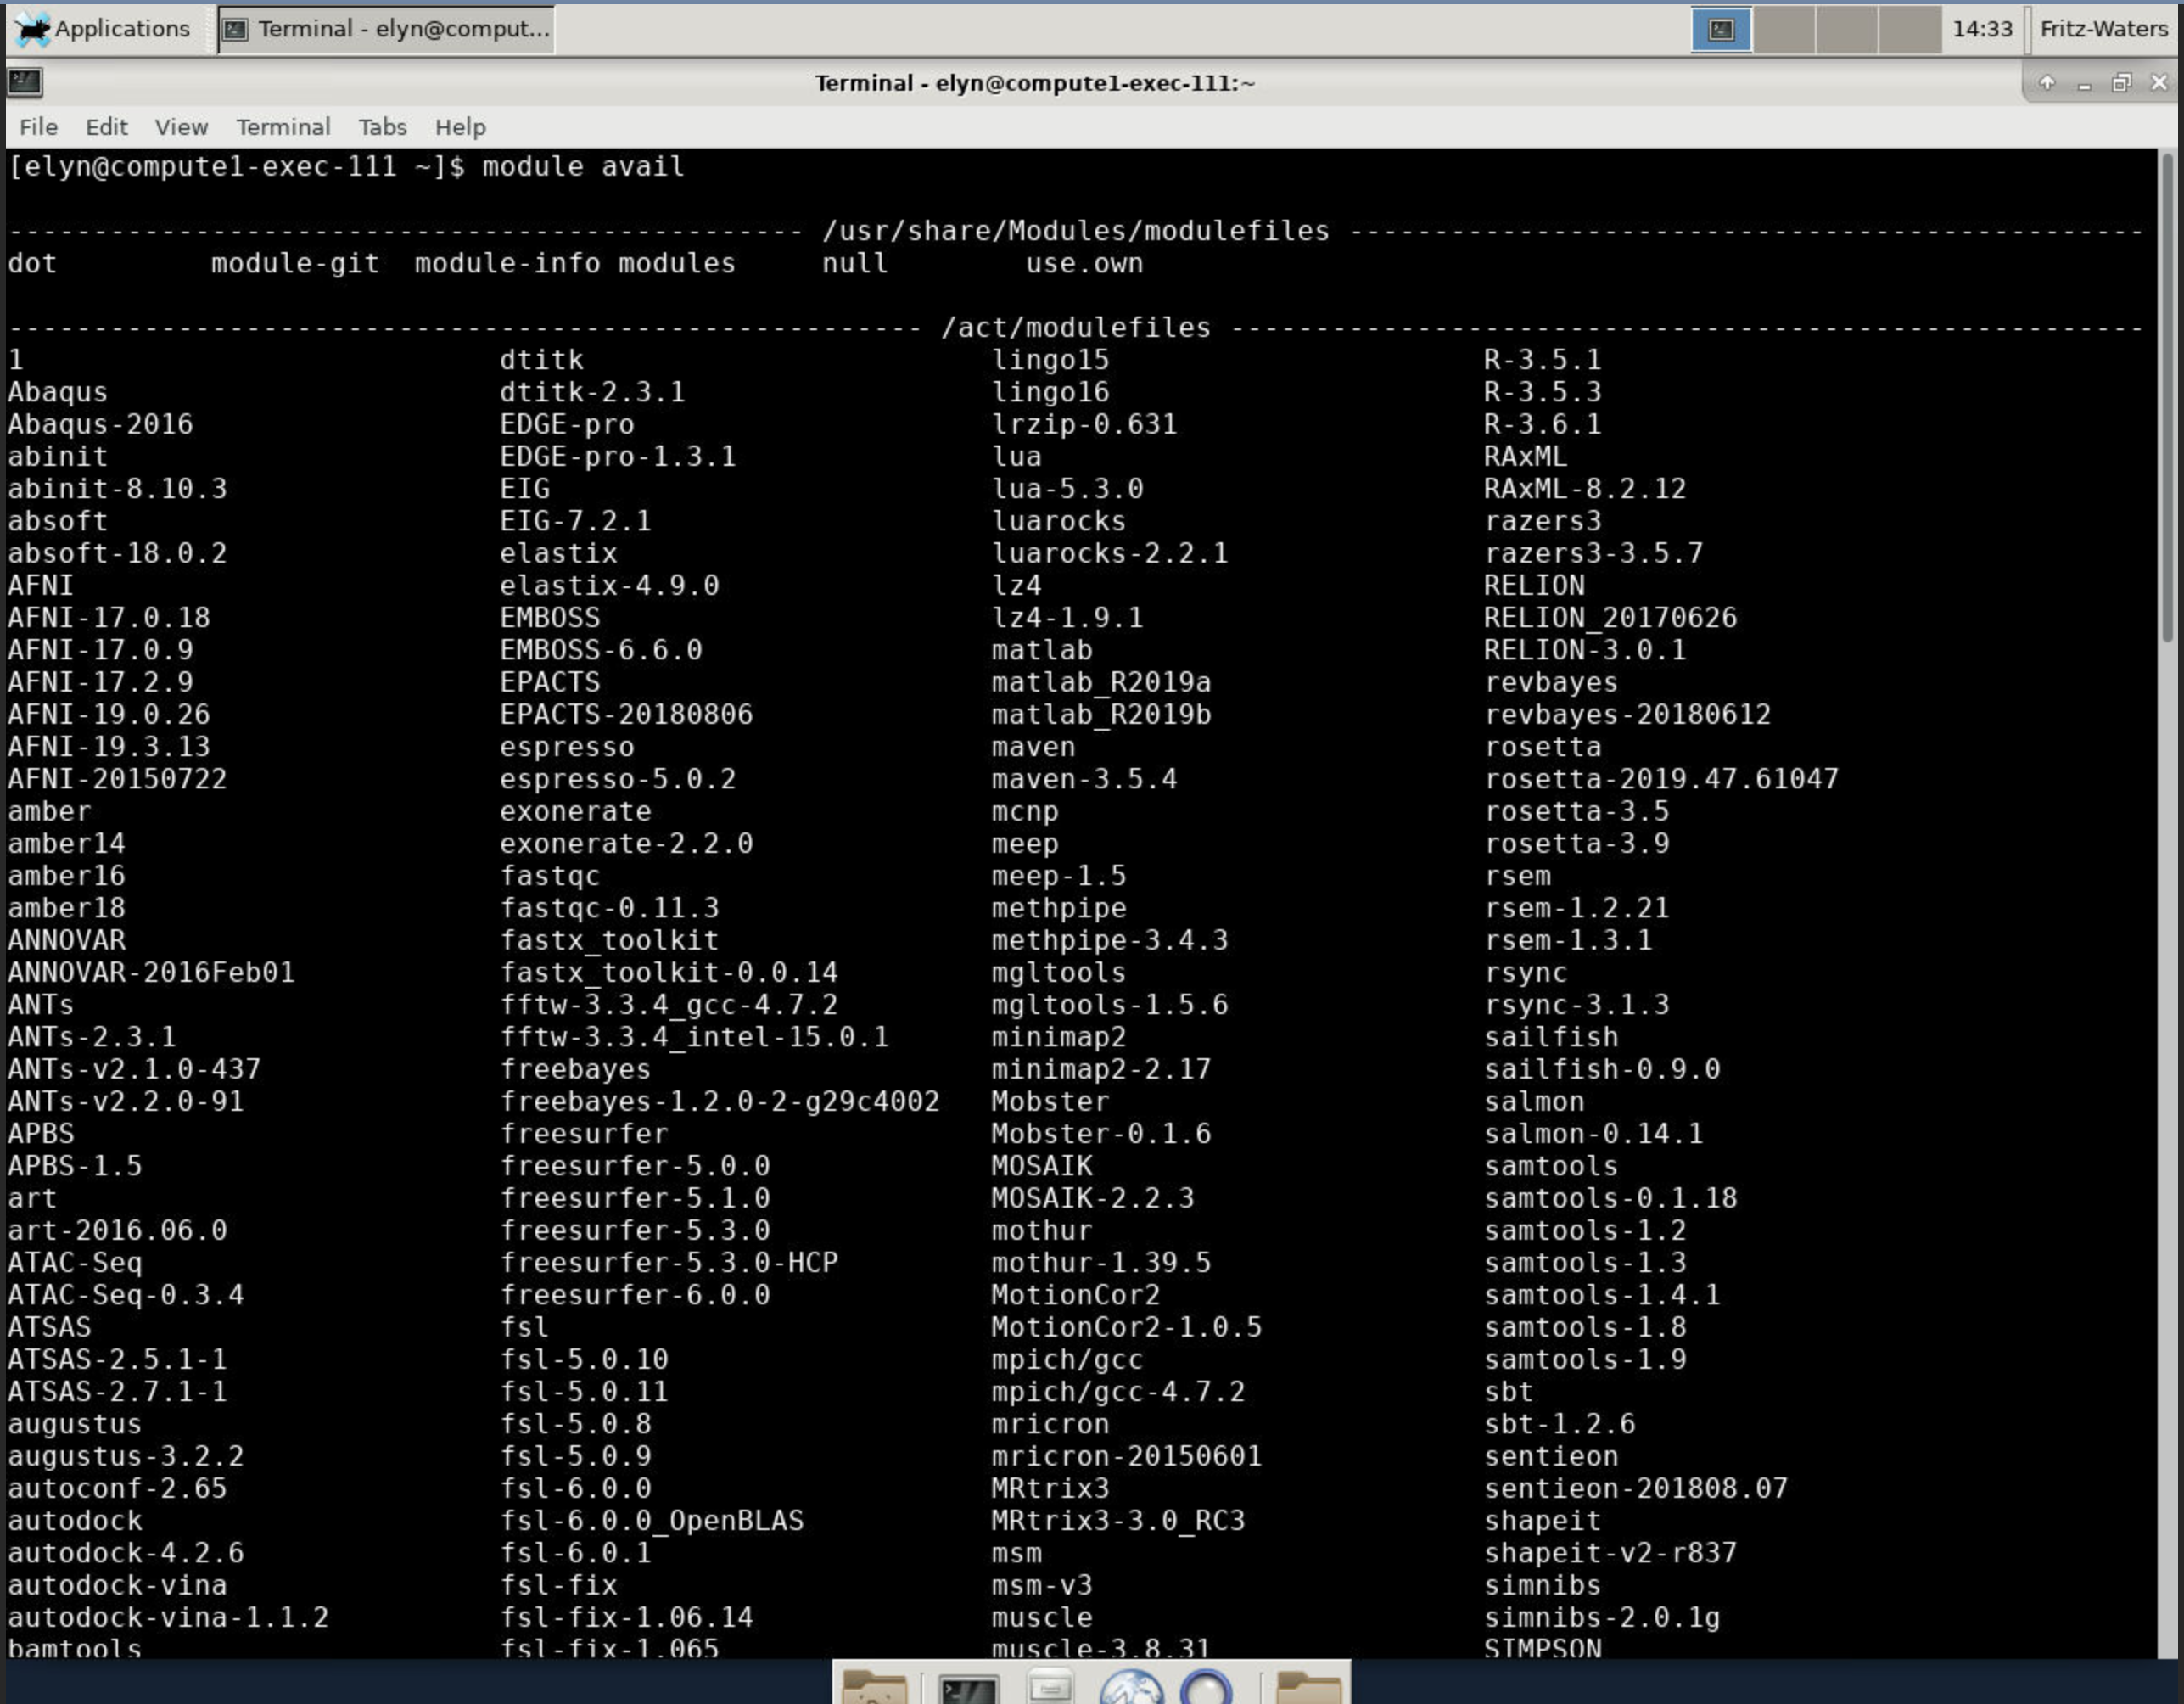 Applications Terminal - elyn@comput... 14:33 Fritz-Waters
Terminal - elyn@compute1-exec-111:~
File Edit View Terminal Tabs Help
[elyn@compute1-exec-111 ~]$ module avail
----------------------------------------------- /usr/share/Modules/modulefiles -----------------------------------------------
dot module-git module-info modules null use.own
------------------------------------------------------ /act/modulefiles ------------------------------------------------------
1 dtitk lingo15 R-3.5.1
Abaqus dtitk-2.3.1 lingo16 R-3.5.3
Abaqus-2016 EDGE-pro lrzip-0.631 R-3.6.1
abinit EDGE-pro-1.3.1 lua RAxML
abinit-8.10.3 EIG lua-5.3.0 RAxML-8.2.12
absoft EIG-7.2.1 luarocks razers3
absoft-18.0.2 elastix luarocks-2.2.1 razers3-3.5.7
AFNI elastix-4.9.0 lz4 RELION
AFNI-17.0.18 EMBOSS lz4-1.9.1 RELION_20170626
AFNI-17.0.9 EMBOSS-6.6.0 matlab RELION-3.0.1
AFNI-17.2.9 EPACTS matlab_R2019a revbayes
AFNI-19.0.26 EPACTS-20180806 matlab_R2019b revbayes-20180612
AFNI-19.3.13 espresso maven rosetta
AFNI-20150722 espresso-5.0.2 maven-3.5.4 rosetta-2019.47.61047
amber exonerate mcnp rosetta-3.5
amber14 exonerate-2.2.0 meep rosetta-3.9
amber16 fastqc meep-1.5 rsem
amber18 fastqc-0.11.3 methpipe rsem-1.2.21
ANNOVAR fastx_toolkit methpipe-3.4.3 rsem-1.3.1
ANNOVAR-2016Feb01 fastx_toolkit-0.0.14 mgltools rsync
ANTs fftw-3.3.4_gcc-4.7.2 mgltools-1.5.6 rsync-3.1.3
ANTs-2.3.1 fftw-3.3.4_intel-15.0.1 minimap2 sailfish
ANTs-v2.1.0-437 freebayes minimap2-2.17 sailfish-0.9.0
ANTs-v2.2.0-91 freebayes-1.2.0-2-g29c4002 Mobster salmon
APBS freesurfer Mobster-0.1.6 salmon-0.14.1
APBS-1.5 freesurfer-5.0.0 MOSAIK samtools
art freesurfer-5.1.0 MOSAIK-2.2.3 samtools-0.1.18
art-2016.06.0 freesurfer-5.3.0 mothur samtools-1.2
ATAC-Seq freesurfer-5.3.0-HCP mothur-1.39.5 samtools-1.3
ATAC-Seq-0.3.4 freesurfer-6.0.0 MotionCor2 samtools-1.4.1
ATSAS fsl MotionCor2-1.0.5 samtools-1.8
ATSAS-2.5.1-1 fsl-5.0.10 mpich/gcc samtools-1.9
ATSAS-2.7.1-1 fsl-5.0.11 mpich/gcc-4.7.2 sbt
augustus fsl-5.0.8 mricron sbt-1.2.6
augustus-3.2.2 fsl-5.0.9 mricron-20150601 sentieon
autoconf-2.65 fsl-6.0.0 MRtrix3 sentieon-201808.07
autodock fsl-6.0.0_OpenBLAS MRtrix3-3.0_RC3 shapeit
autodock-4.2.6 fsl-6.0.1 msm shapeit-v2-r837
autodock-vina fsl-fix msm-v3 simnibs
autodock-vina-1.1.2 fsl-fix-1.06.14 muscle simnibs-2.0.1g
bamtools fsl-fix-1.065 muscle-3.8.31 SIMPSON